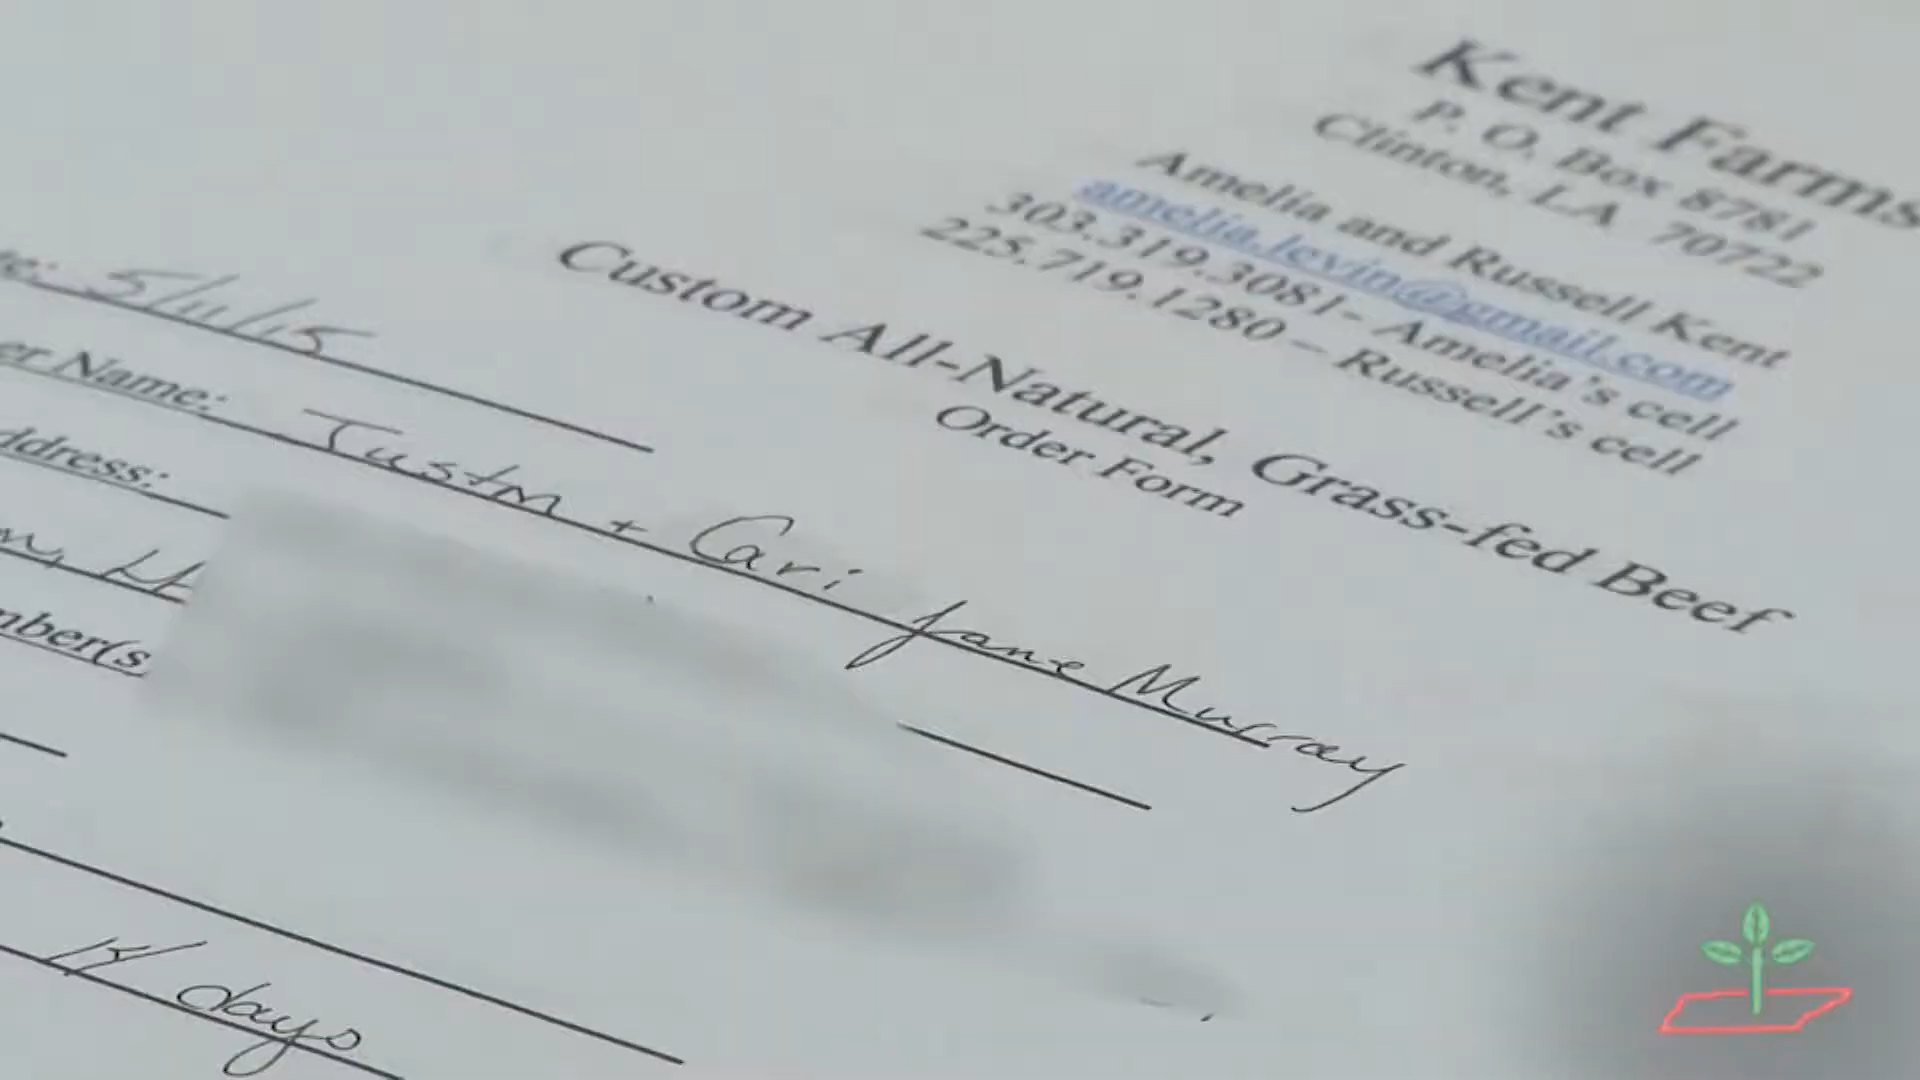 Kent Farms
P. O. Box 8781
Clinton, LA 70722
Amelia and Russell Kent
amelia.levin@gmail.com
303.319.3081- Amelia's cell
225.719.1280 – Russell's cell
Custom All-Natural, Grass-fed Beef
Order Form
5/11/15
er Name: Justin + Cari Jane Murray
ddress:
mber(s
14 days